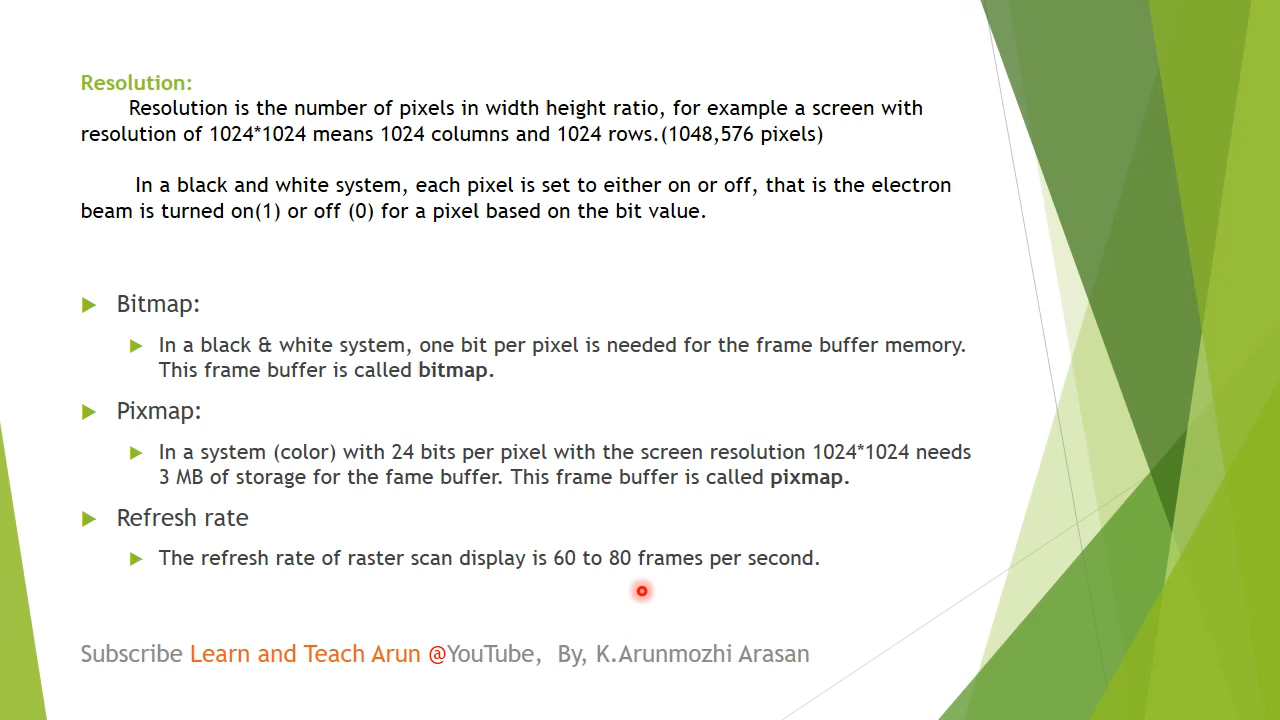 Resolution:
Resolution is the number of pixels in width height ratio, for example a screen with
resolution of 1024*1024 means 1024 columns and 1024 rows.(1048,576 pixels)
In a black and white system, each pixel is set to either on or off, that is the electron
beam is turned on(1) or off (0) for a pixel based on the bit value.
Bitmap:
In a black & white system, one bit per pixel is needed for the frame buffer memory.
This frame buffer is called bitmap.
Pixmap:
In a system (color) with 24 bits per pixel with the screen resolution 1024*1024 needs
3 MB of storage for the fame buffer. This frame buffer is called pixmap.
Refresh rate
The refresh rate of raster scan display is 60 to 80 frames per second.
Subscribe Learn and Teach Arun @YouTube, By, K.Arunmozhi Arasan